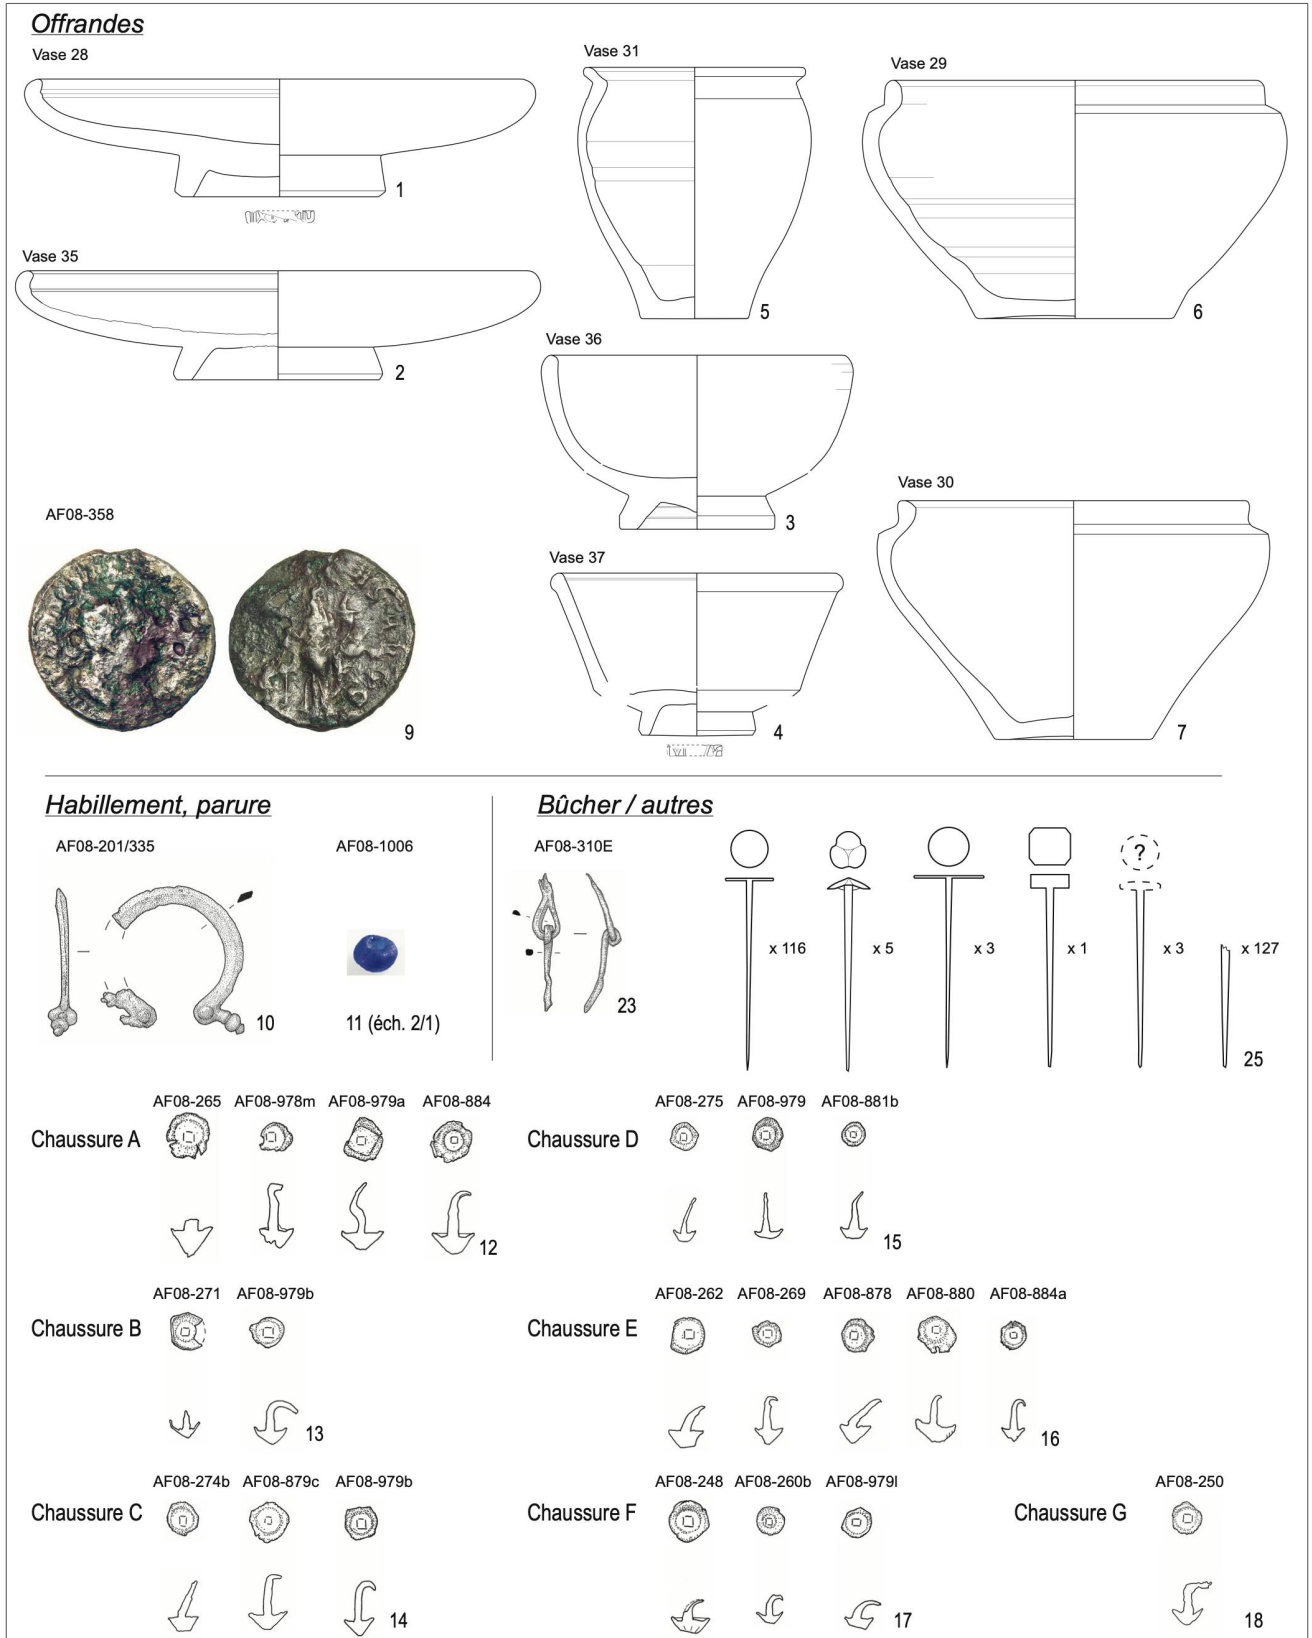 Offrandes
Vase 28
1
Vase 35
2
Vase 31
5
Vase 29
6
Vase 36
3
Vase 37
4
Vase 30
7
AF08-358
9
Habillement, parure
AF08-201/335
10
AF08-1006
11 (éch. 2/1)
Bûcher / autres
AF08-310E
23
?
x 116
x 5
x 3
x 1
x 3
x 127
25
Chaussure A
AF08-265 AF08-978m AF08-979a AF08-884
12
Chaussure D
AF08-275 AF08-979 AF08-881b
15
Chaussure B
AF08-271 AF08-979b
13
Chaussure E
AF08-262 AF08-269 AF08-878 AF08-880 AF08-884a
16
Chaussure C
AF08-274b AF08-879c AF08-979b
14
Chaussure F
AF08-248 AF08-260b AF08-979l
17
Chaussure G
AF08-250
18